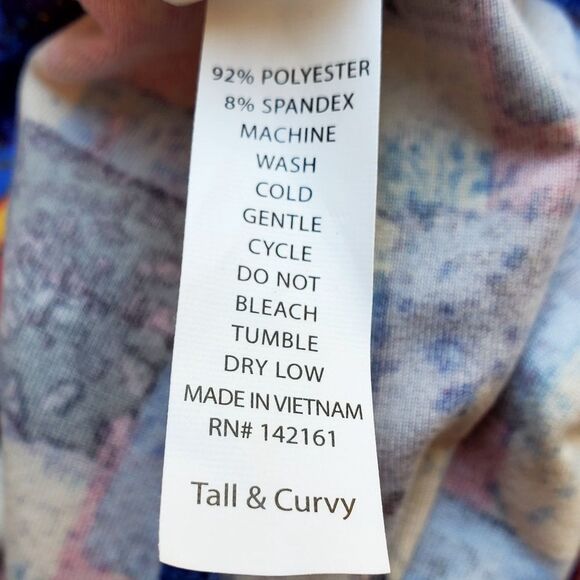 92% POLYESTER
8% SPANDEX
MACHINE
WASH
COLD
GENTLE
CYCLE
DO NOT
BLEACH
TUMBLE
DRY LOW
MADE IN VIETNAM
RN# 142161
Tall & Curvy